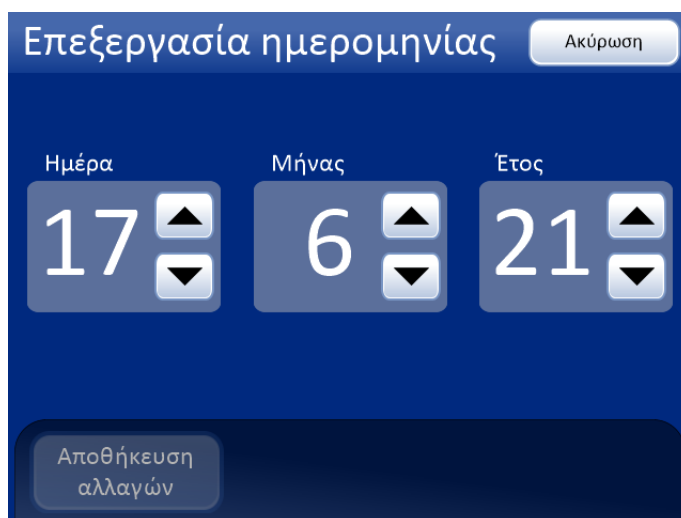 Επεξεργασία ημερομηνίας
Ακύρωση
Ημέρα Μήνας Έτος
17 6 21
Αποθήκευση
αλλαγών